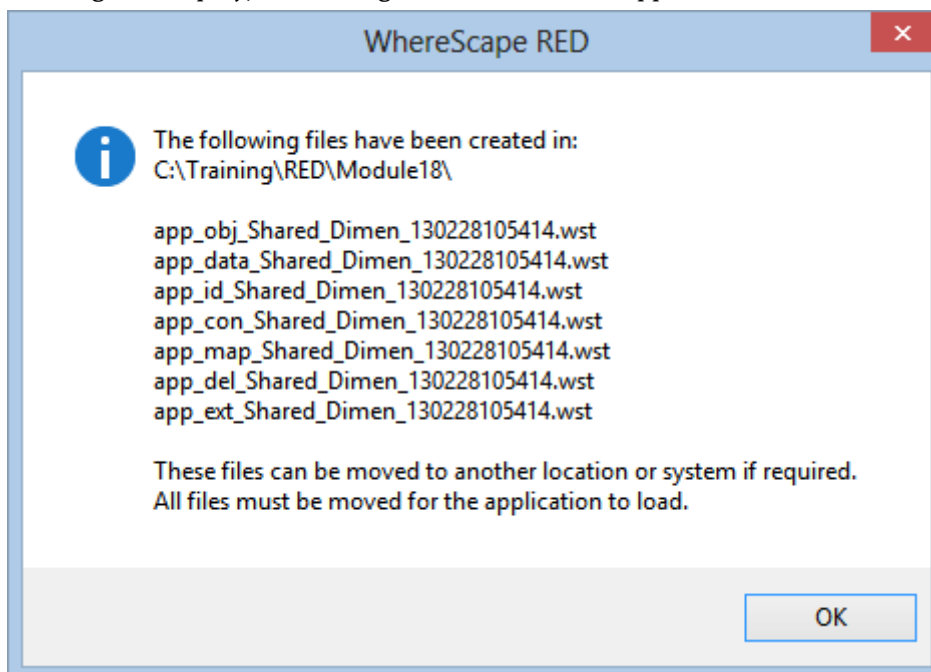 WhereScape RED
The following files have been created in:
C:\Training\RED\Module18\
app_obj_Shared_Dimen_130228105414.wst
app_data_Shared_Dimen_130228105414.wst
app_id_Shared_Dimen_130228105414.wst
app_con_Shared_Dimen_130228105414.wst
app_map_Shared_Dimen_130228105414.wst
app_del_Shared_Dimen_130228105414.wst
app_ext_Shared_Dimen_130228105414.wst
These files can be moved to another location or system if required.
All files must be moved for the application to load.
OK